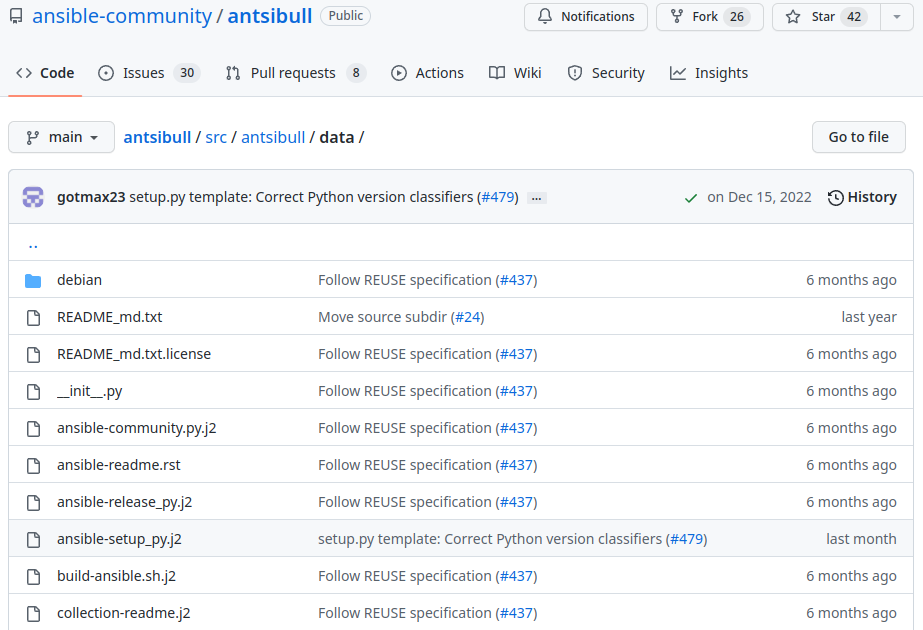 ansible-community / antsibull Public Notifications Fork 26 Star 42
Code Issues 30 Pull requests 8 Actions Wiki Security Insights
main antsibull / src / antsibull / data / Go to file
gotmax23 setup.py template: Correct Python version classifiers (#479) ... on Dec 15, 2022 History
..
debian Follow REUSE specification (#437) 6 months ago
README_md.txt Move source subdir (#24) last year
README_md.txt.license Follow REUSE specification (#437) 6 months ago
__init__.py Follow REUSE specification (#437) 6 months ago
ansible-community.py.j2 Follow REUSE specification (#437) 6 months ago
ansible-readme.rst Follow REUSE specification (#437) 6 months ago
ansible-release_py.j2 Follow REUSE specification (#437) 6 months ago
ansible-setup_py.j2 setup.py template: Correct Python version classifiers (#479) last month
build-ansible.sh.j2 Follow REUSE specification (#437) 6 months ago
collection-readme.j2 Follow REUSE specification (#437) 6 months ago